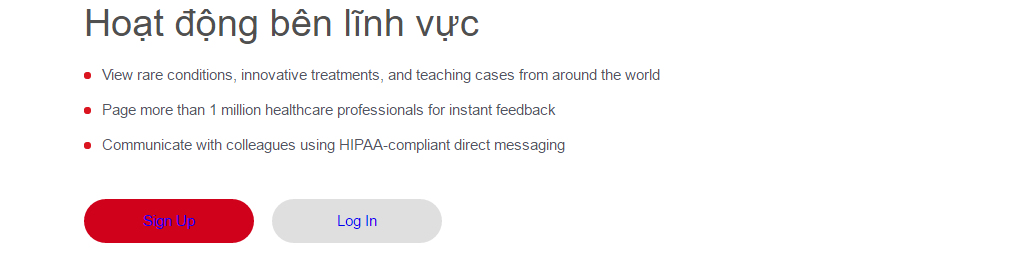 Hoạt động bên lĩnh vực
View rare conditions, innovative treatments, and teaching cases from around the world
Page more than 1 million healthcare professionals for instant feedback
Communicate with colleagues using HIPAA-compliant direct messaging
Sign Up
Log In